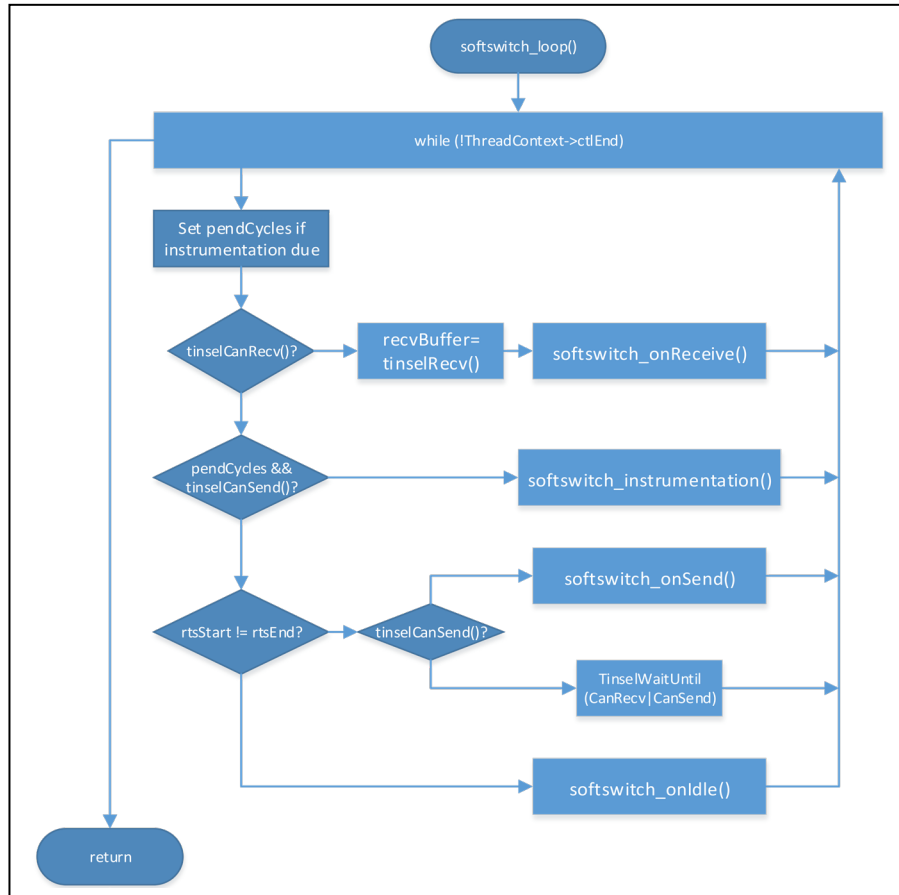 softswitch_loop()
while (!ThreadContext->ctlEnd)
Set pendCycles if
instrumentation due
tinselCanRecv()?
recvBuffer=
tinselRecv()
softswitch_onReceive()
pendCycles &&
tinselCanSend()?
softswitch_instrumentation()
softswitch_onSend()
rtsStart != rtsEnd?
tinselCanSend()?
TinselWaitUntil
(CanRecv|CanSend)
softswitch_onIdle()
return